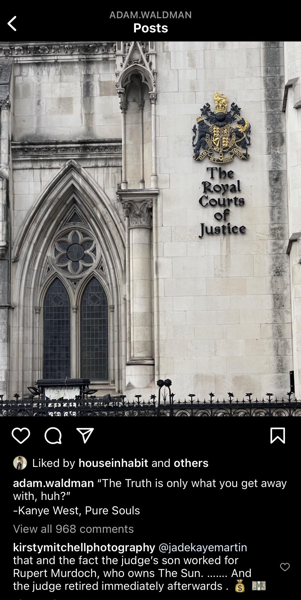 ADAM.WALDMAN
Posts
The
Royal
Courts
of
Justice
Liked by houseinhabit and others
adam.waldman “The Truth is only what you get away
with, huh?”
-Kanye West, Pure Souls
View all 968 comments
kirstymitchellphotography @jadekayemartin
that and the fact the judge’s son worked for
Rupert Murdoch, who owns The Sun. ....... And
the judge retired immediately afterwards . 💰 💵